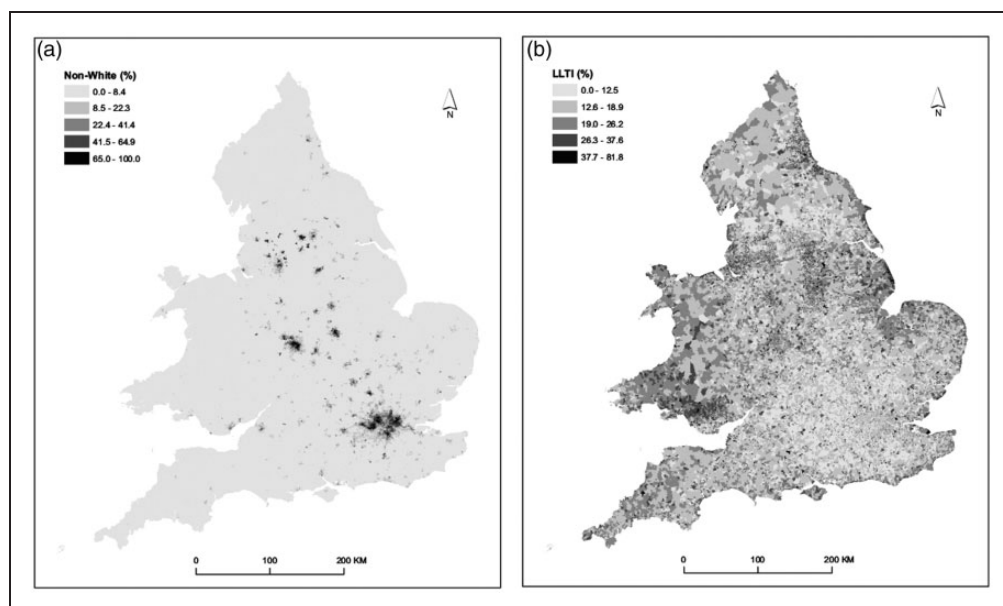 (a)
Non-White (%)
0.0 - 8.4
8.5 - 22.3
22.4 - 41.4
41.5 - 64.9
65.0 - 100.0
N
0 100 200 KM
(b)
LLTI (%)
0.0 - 12.5
12.6 - 18.9
19.0 - 26.2
26.3 - 37.6
37.7 - 81.8
N
0 100 200 KM